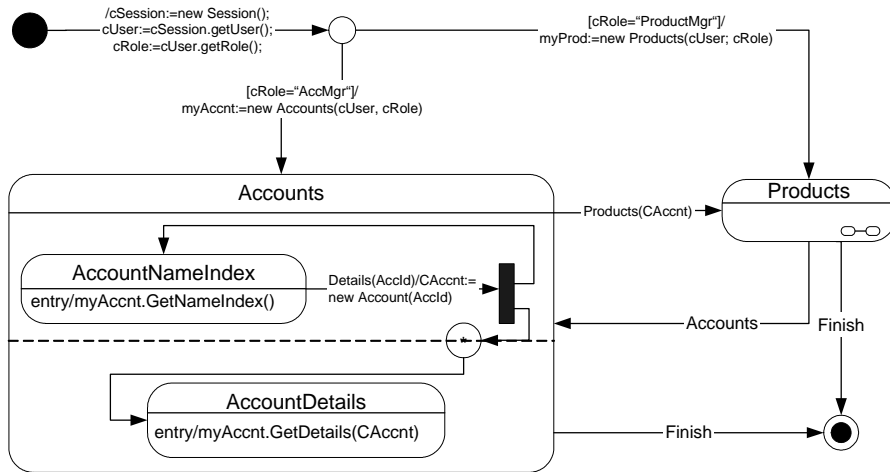 /cSession:=new Session();
cUser:=cSession.getUser();
cRole:=cUser.getRole();
[cRole="ProductMgr"]/
myProd:=new Products(cUser; cRole)
[cRole="AccMgr"]/
myAccnt:=new Accounts(cUser, cRole)
Accounts
Products
Products(CAccnt)
AccountNameIndex
entry/myAccnt.GetNameIndex()
Details(AccId)/CAccnt:=
new Account(AccId)
Accounts
Finish
*
AccountDetails
entry/myAccnt.GetDetails(CAccnt)
Finish